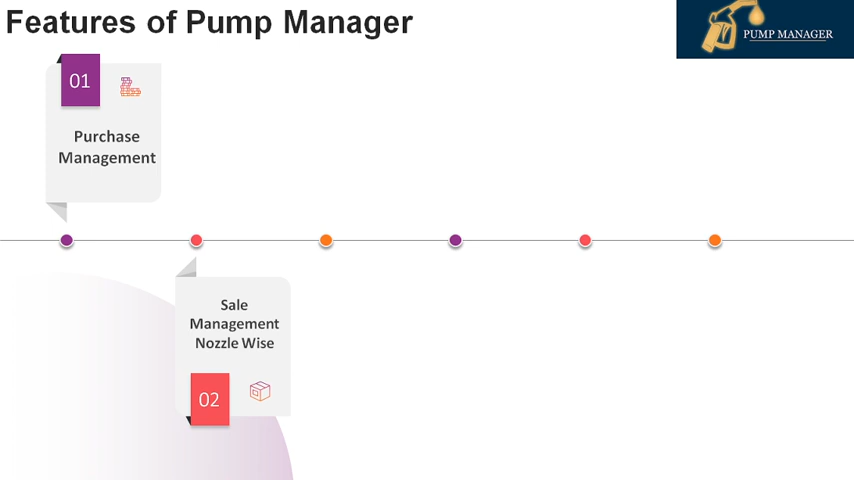 Features of Pump Manager
PUMP MANAGER
01
Purchase
Management
Sale
Management
Nozzle Wise
02